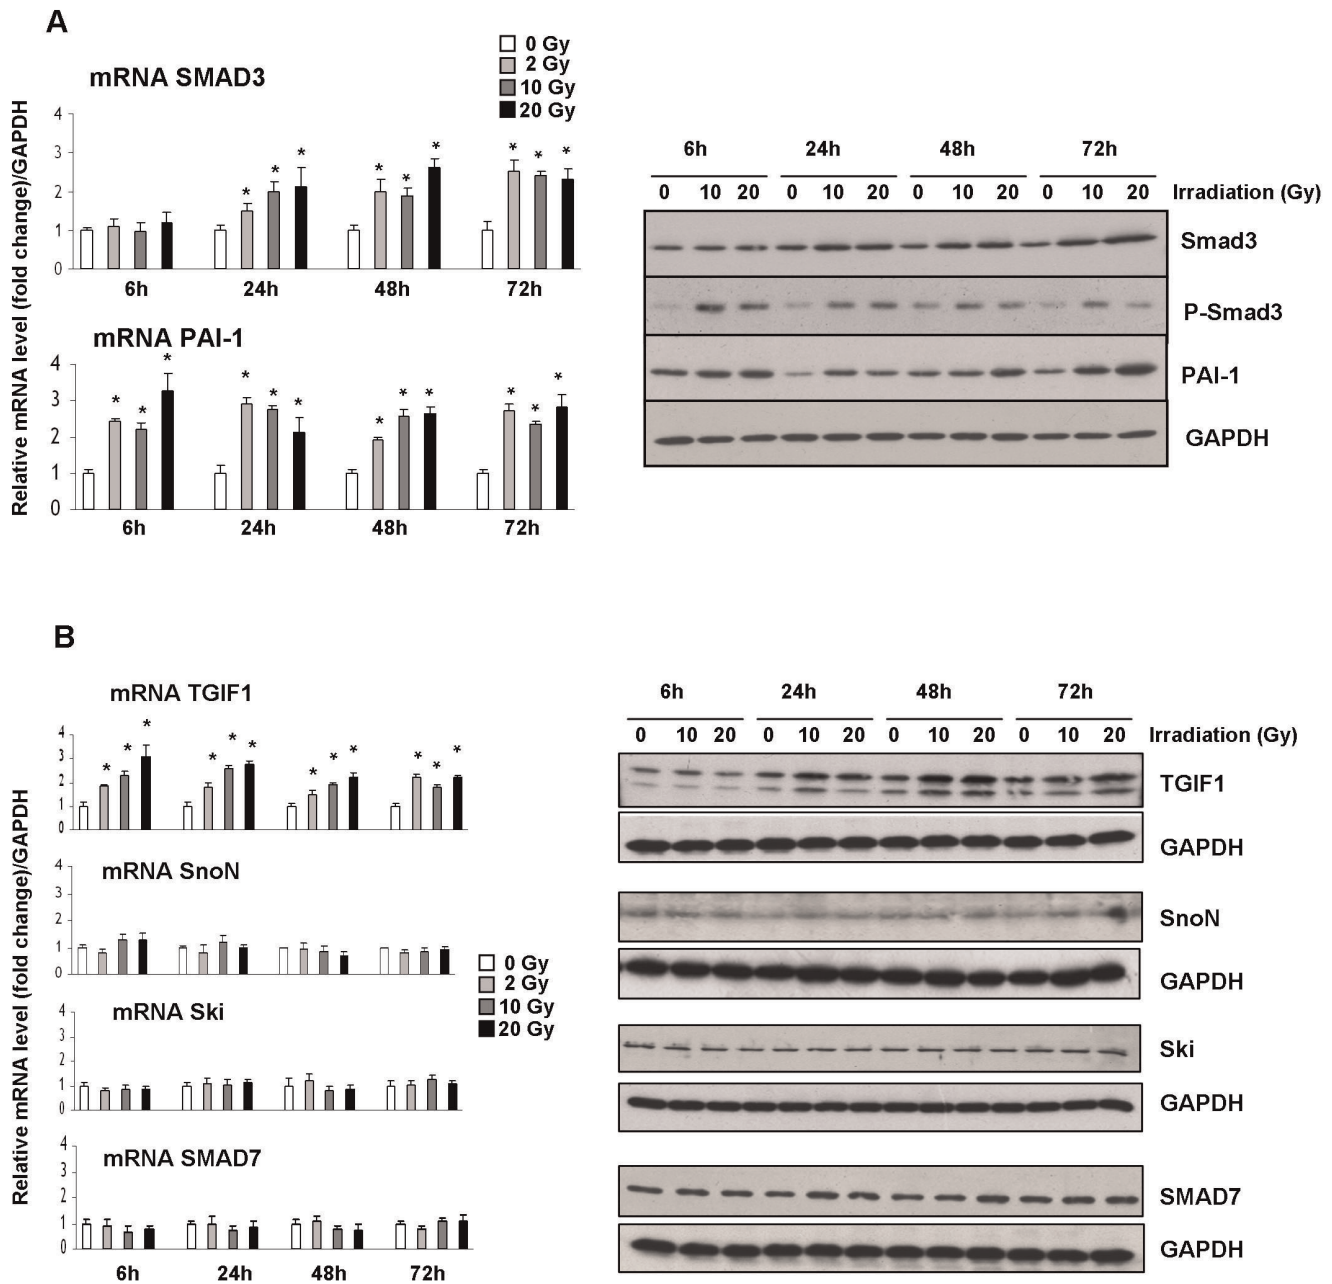 A
0 Gy
2 Gy
10 Gy
20 Gy
mRNA SMAD3
4
3
2
1
0
6h 24h 48h 72h
mRNA PAI-1
4
3
2
1
0
6h 24h 48h 72h
Relative mRNA level (fold change)/GAPDH
* * * * * * * * *
* * * * * * * * * * * *
6h 24h 48h 72h
0 10 20 0 10 20 0 10 20 0 10 20 Irradiation (Gy)
Smad3
P-Smad3
PAI-1
GAPDH
B
mRNA TGIF1
4
3
2
1
0
* * * * * * * * * * * *
mRNA SnoN
4
3
2
1
0
0 Gy
2 Gy
10 Gy
20 Gy
mRNA Ski
4
3
2
1
0
mRNA SMAD7
4
3
2
1
0
6h 24h 48h 72h
Relative mRNA level (fold change)/GAPDH
6h 24h 48h 72h
0 10 20 0 10 20 0 10 20 0 10 20 Irradiation (Gy)
TGIF1
GAPDH
SnoN
GAPDH
Ski
GAPDH
SMAD7
GAPDH